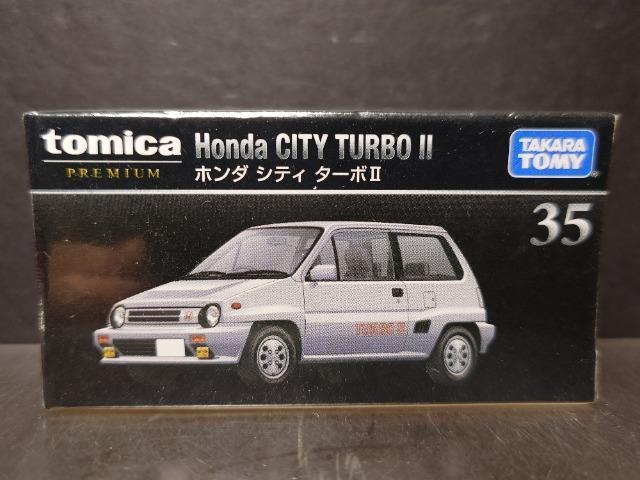 tomica
PREMIUM
Honda CITY TURBO II
ホンダ シティ ターボⅡ
TAKARA
TOMY
35
TURBO II